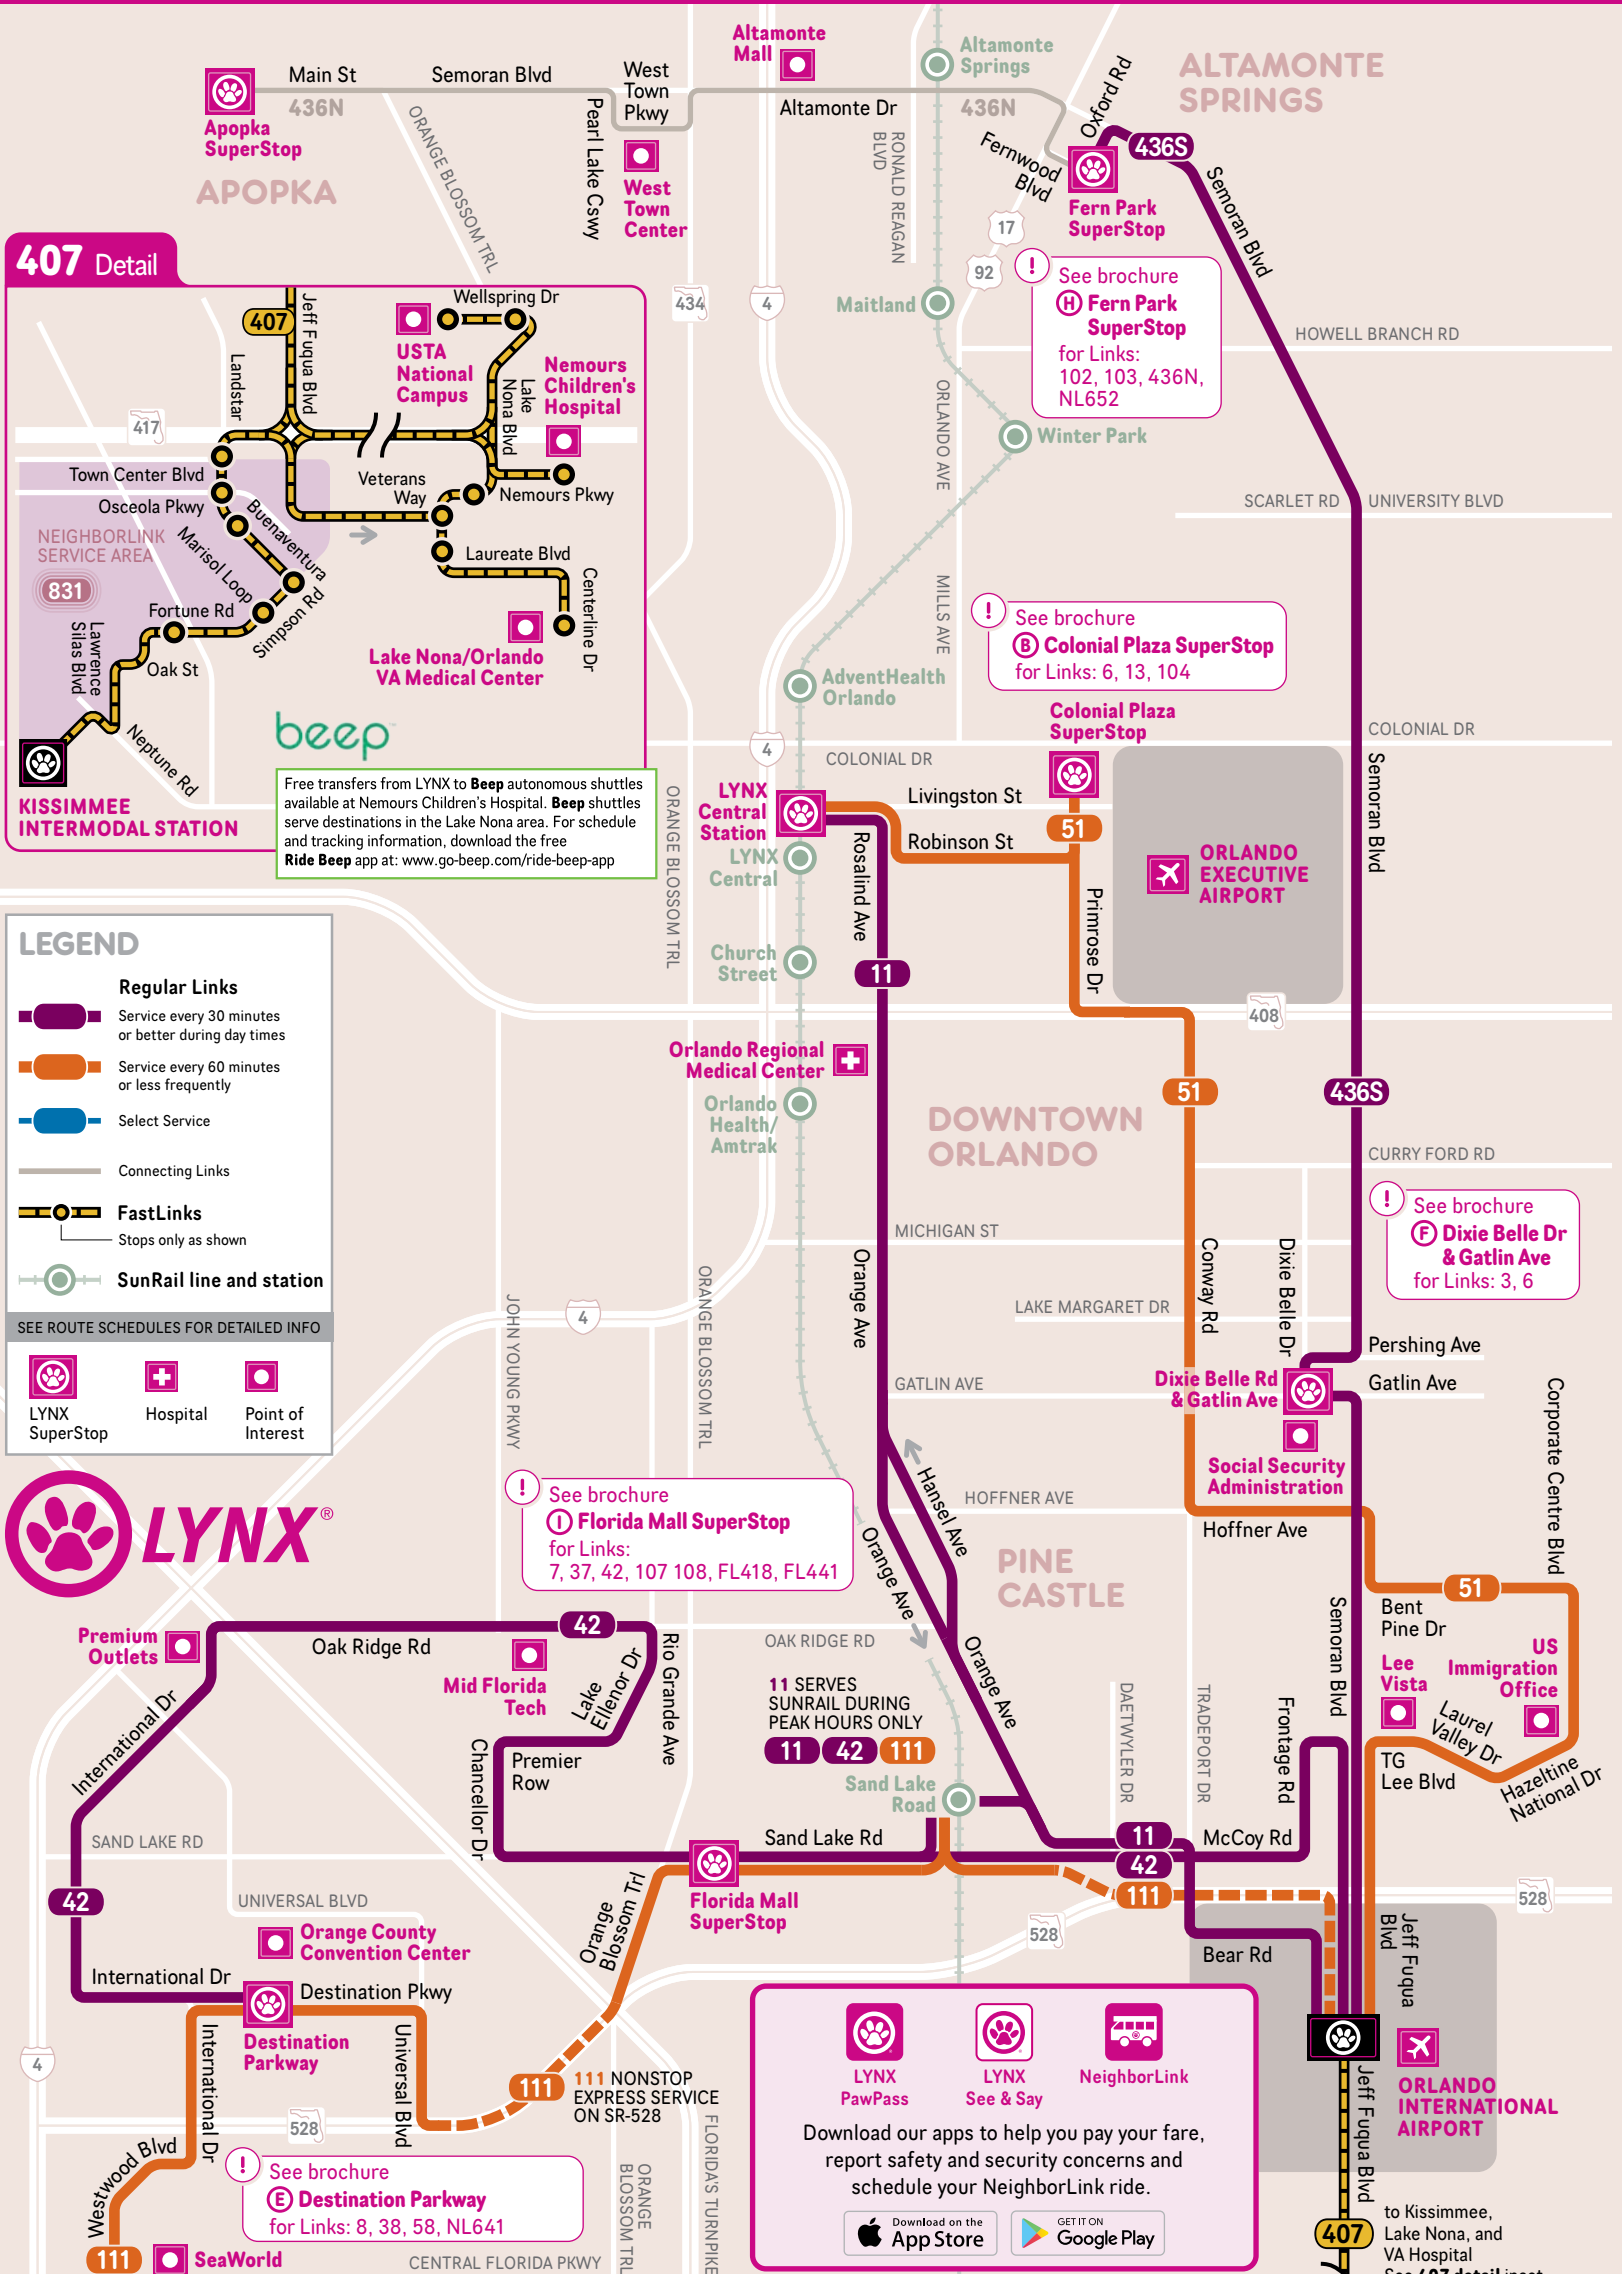 Altamonte
Mall
Altamonte
Springs
ALTAMONTE
SPRINGS
Main St
Semoran Blvd
West
Town
Pkwy
436N
Altamonte Dr
436N
Oxford Rd
Apopka
SuperStop
APOPKA
ORANGE BLOSSOM TRL
Pearl Lake Cswy
West
Town
Center
RONALD REAGAN
BLVD
Fernwood
Blvd
436S
Semoran Blvd
Fern Park
SuperStop
17
92
434
4
Maitland
! See brochure
H Fern Park
SuperStop
for Links:
102, 103, 436N,
NL652
HOWELL BRANCH RD
ORLANDO AVE
Winter Park
SCARLET RD
UNIVERSITY BLVD
407 Detail
407
Jeff Fuqua Blvd
Landstar
417
USTA
National
Campus
Wellspring Dr
Lake
Nona Blvd
Nemours
Children's
Hospital
Town Center Blvd
Osceola Pkwy
Veterans
Way
Nemours Pkwy
NEIGHBORLINK
SERVICE AREA
831
Buenaventura
Marisol Loop
Laureate Blvd
Fortune Rd
Simpson Rd
Centerline Dr
Lawrence
Silas Blvd
Oak St
Lake Nona/Orlando
VA Medical Center
Neptune Rd
KISSIMMEE
INTERMODAL STATION
beep™
Free transfers from LYNX to Beep autonomous shuttles
available at Nemours Children's Hospital. Beep shuttles
serve destinations in the Lake Nona area. For schedule
and tracking information, download the free
Ride Beep app at: www.go-beep.com/ride-beep-app
MILLS AVE
! See brochure
B Colonial Plaza SuperStop
for Links: 6, 13, 104
AdventHealth
Orlando
Colonial Plaza
SuperStop
4
COLONIAL DR
COLONIAL DR
LYNX
Central
Station
Livingston St
51
Robinson St
LYNX
Central
ORANGE BLOSSOM TRL
Rosalind Ave
ORLANDO
EXECUTIVE
AIRPORT
Semoran Blvd
Primrose Dr
Church
Street
11
408
Orlando Regional
Medical Center
51
436S
Orlando
Health/
Amtrak
DOWNTOWN
ORLANDO
CURRY FORD RD
! See brochure
F Dixie Belle Dr
& Gatlin Ave
for Links: 3, 6
MICHIGAN ST
Orange Ave
Conway Rd
Dixie Belle Dr
LAKE MARGARET DR
Pershing Ave
GATLIN AVE
Dixie Belle Rd
& Gatlin Ave
Gatlin Ave
Social Security
Administration
Corporate Centre Blvd
LEGEND
Regular Links
Service every 30 minutes
or better during day times
Service every 60 minutes
or less frequently
Select Service
Connecting Links
FastLinks
Stops only as shown
SunRail line and station
SEE ROUTE SCHEDULES FOR DETAILED INFO
LYNX
SuperStop
Hospital
Point of
Interest
LYNX®
4
JOHN YOUNG PKWY
ORANGE BLOSSOM TRL
! See brochure
I Florida Mall SuperStop
for Links:
7, 37, 42, 107 108, FL418, FL441
Hansel Ave
HOFFNER AVE
Hoffner Ave
Orange Ave
PINE
CASTLE
51
Bent
Pine Dr
Premium
Outlets
42
Oak Ridge Rd
Mid Florida
Tech
Lake
Ellenor Dr
Rio Grande Ave
OAK RIDGE RD
Orange Ave
Semoran Blvd
Lee
Vista
US
Immigration
Office
International Dr
11 SERVES
SUNRAIL DURING
PEAK HOURS ONLY
11 42 111
DAETWYLER DR
TRADEPORT DR
Frontage Rd
Laurel
Valley Dr
Chancellor Dr
Premier
Row
TG
Lee Blvd
Hazeltine
National Dr
Sand Lake
Road
SAND LAKE RD
Sand Lake Rd
11
42
111
McCoy Rd
42
UNIVERSAL BLVD
Orange
Blossom Trl
Florida Mall
SuperStop
528
528
Orange County
Convention Center
Bear Rd
Jeff Fuqua
Blvd
International Dr
Destination Pkwy
Destination
Parkway
4
International Dr
Universal Blvd
111
111 NONSTOP
EXPRESS SERVICE
ON SR-528
528
Westwood Blvd
! See brochure
E Destination Parkway
for Links: 8, 38, 58, NL641
111
SeaWorld
CENTRAL FLORIDA PKWY
ORANGE
BLOSSOM TRL
FLORIDA'S TURNPIKE
LYNX
PawPass
LYNX
See & Say
NeighborLink
Download our apps to help you pay your fare,
report safety and security concerns and
schedule your NeighborLink ride.
Download on the
App Store
GET IT ON
Google Play
ORLANDO
INTERNATIONAL
AIRPORT
Jeff Fuqua Blvd
407
to Kissimmee,
Lake Nona, and
VA Hospital
See 407 detail inset